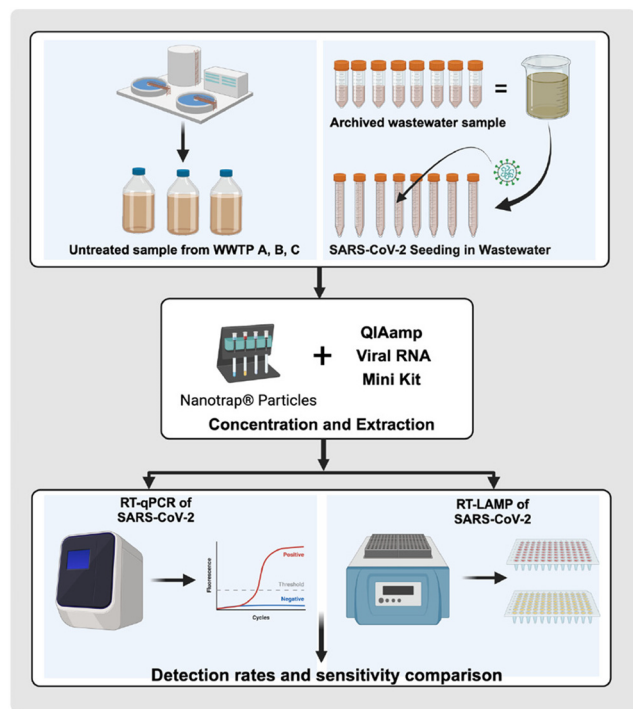 Untreated sample from WWTP A, B, C
Archived wastewater sample
=
SARS-CoV-2 Seeding in Wastewater
Nanotrap® Particles
+
QIAamp
Viral RNA
Mini Kit
Concentration and Extraction
RT-qPCR of
SARS-CoV-2
Fluorescence
Positive
Threshold
Negative
Cycles
RT-LAMP of
SARS-CoV-2
Detection rates and sensitivity comparison